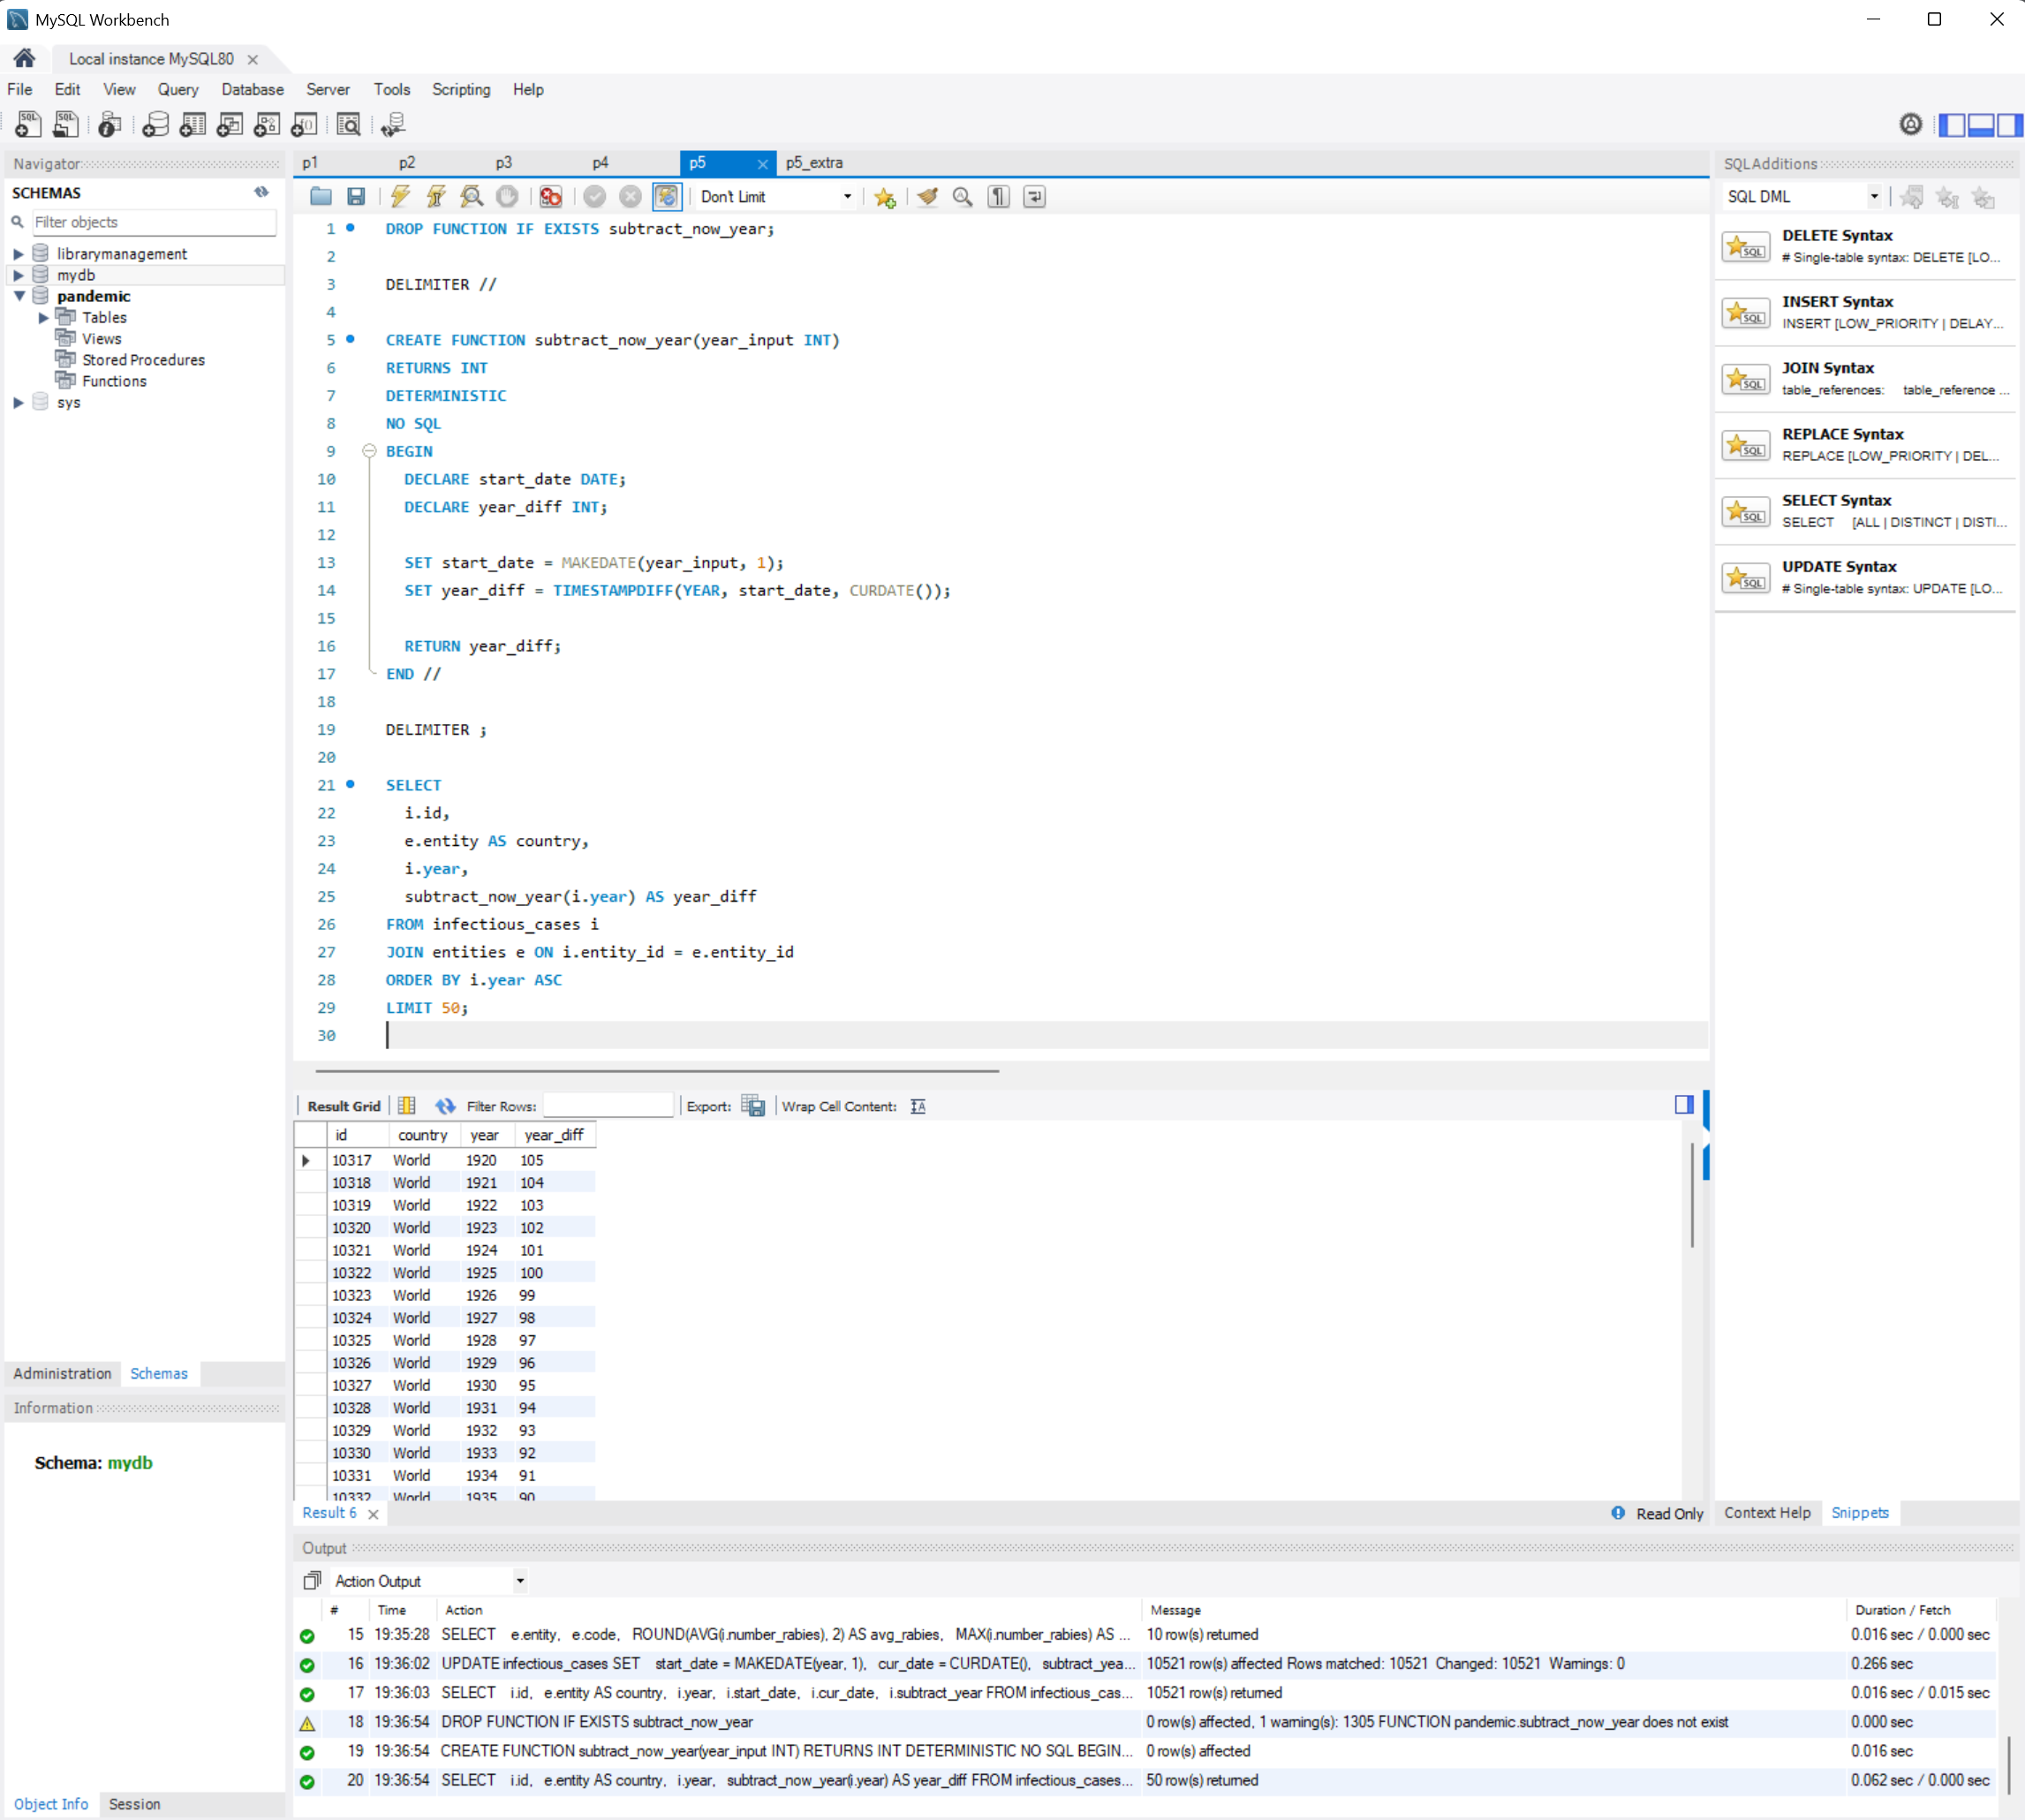 MySQL Workbench
Local instance MySQL80
File Edit View Query Database Server Tools Scripting Help
Navigator
SCHEMAS
Filter objects
librarymanagement
mydb
pandemic
Tables
Views
Stored Procedures
Functions
sys
Administration Schemas
Information
Schema: mydb
Object Info Session
p1 p2 p3 p4 p5 p5_extra
Don't Limit
1 DROP FUNCTION IF EXISTS subtract_now_year;
2
3 DELIMITER //
4
5 CREATE FUNCTION subtract_now_year(year_input INT)
6 RETURNS INT
7 DETERMINISTIC
8 NO SQL
9 BEGIN
10 DECLARE start_date DATE;
11 DECLARE year_diff INT;
12
13 SET start_date = MAKEDATE(year_input, 1);
14 SET year_diff = TIMESTAMPDIFF(YEAR, start_date, CURDATE());
15
16 RETURN year_diff;
17 END //
18
19 DELIMITER ;
20
21 SELECT
22 i.id,
23 e.entity AS country,
24 i.year,
25 subtract_now_year(i.year) AS year_diff
26 FROM infectious_cases i
27 JOIN entities e ON i.entity_id = e.entity_id
28 ORDER BY i.year ASC
29 LIMIT 50;
30
Result Grid Filter Rows: Export: Wrap Cell Content:
id country year year_diff
10317 World 1920 105
10318 World 1921 104
10319 World 1922 103
10320 World 1923 102
10321 World 1924 101
10322 World 1925 100
10323 World 1926 99
10324 World 1927 98
10325 World 1928 97
10326 World 1929 96
10327 World 1930 95
10328 World 1931 94
10329 World 1932 93
10330 World 1933 92
10331 World 1934 91
10332 World 1935 90
Result 6
Read Only
SQLAdditions
SQL DML
DELETE Syntax
# Single-table syntax: DELETE [LO...
INSERT Syntax
INSERT [LOW_PRIORITY | DELAY...
JOIN Syntax
table_references: table_reference ...
REPLACE Syntax
REPLACE [LOW_PRIORITY | DEL...
SELECT Syntax
SELECT [ALL | DISTINCT | DISTI...
UPDATE Syntax
# Single-table syntax: UPDATE [LO...
Context Help Snippets
Output
Action Output
# Time Action Message Duration / Fetch
15 19:35:28 SELECT e.entity, e.code, ROUND(AVG(i.number_rabies), 2) AS avg_rabies, MAX(i.number_rabies) AS ... 10 row(s) returned 0.016 sec / 0.000 sec
16 19:36:02 UPDATE infectious_cases SET start_date = MAKEDATE(year, 1), cur_date = CURDATE(), subtract_yea... 10521 row(s) affected Rows matched: 10521 Changed: 10521 Warnings: 0 0.266 sec
17 19:36:03 SELECT i.id, e.entity AS country, i.year, i.start_date, i.cur_date, i.subtract_year FROM infectious_cas... 10521 row(s) returned 0.016 sec / 0.015 sec
18 19:36:54 DROP FUNCTION IF EXISTS subtract_now_year 0 row(s) affected, 1 warning(s): 1305 FUNCTION pandemic.subtract_now_year does not exist 0.000 sec
19 19:36:54 CREATE FUNCTION subtract_now_year(year_input INT) RETURNS INT DETERMINISTIC NO SQL BEGIN... 0 row(s) affected 0.016 sec
20 19:36:54 SELECT i.id, e.entity AS country, i.year, subtract_now_year(i.year) AS year_diff FROM infectious_cases... 50 row(s) returned 0.062 sec / 0.000 sec